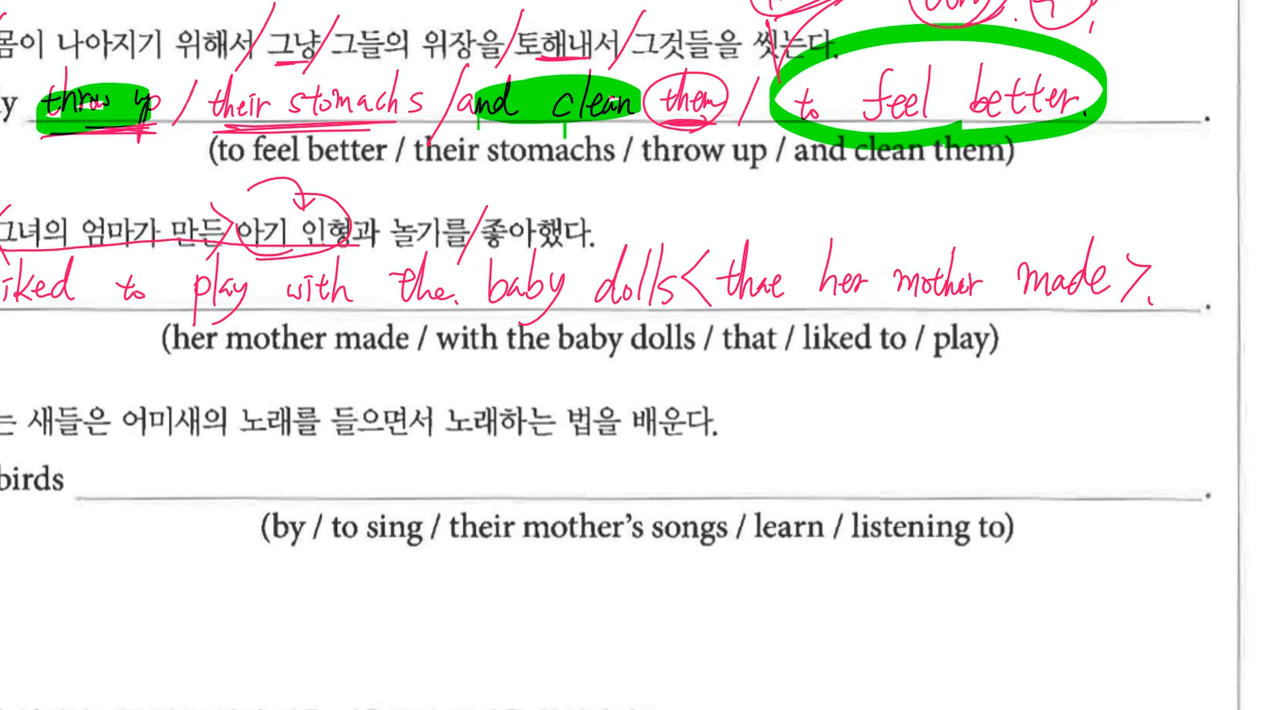 몸이 나아지기 위해서/그냥/그들의 위장을/토해내서/그것들을 씻는다.
y throw up / their stomachs / and clean them / to feel better.
(to feel better / their stomachs / throw up / and clean them)
그녀의 엄마가 만든> 아기 인형과 놀기를/좋아했다.
iked to play with the. baby dolls < that her mother made >.
(her mother made / with the baby dolls / that / liked to / play)
는 새들은 어미새의 노래를 들으면서 노래하는 법을 배운다.
birds .
(by / to sing / their mother's songs / learn / listening to)